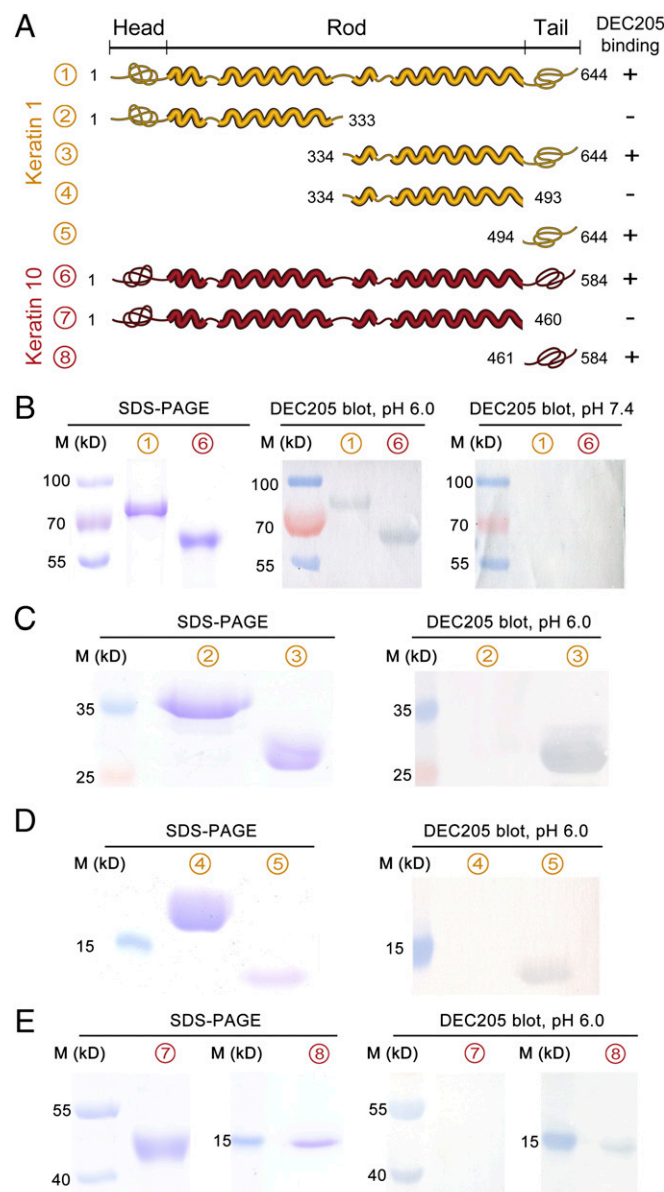 A Head Rod Tail DEC205 binding
Keratin 1
① 1 644 +
② 1 333 -
③ 334 644 +
④ 334 493 -
⑤ 494 644 +
Keratin 10
⑥ 1 584 +
⑦ 1 460 -
⑧ 461 584 +
B SDS-PAGE DEC205 blot, pH 6.0 DEC205 blot, pH 7.4
M (kD) ① ⑥ M (kD) ① ⑥ M (kD) ① ⑥
100 100 100
70 70 70
55 55 55
C SDS-PAGE DEC205 blot, pH 6.0
M (kD) ② ③ M (kD) ② ③
35 35
25 25
D SDS-PAGE DEC205 blot, pH 6.0
M (kD) ④ ⑤ M (kD) ④ ⑤
15 15
E SDS-PAGE DEC205 blot, pH 6.0
M (kD) ⑦ M (kD) ⑧ M (kD) ⑦ M (kD) ⑧
55 15 55 15
40 40